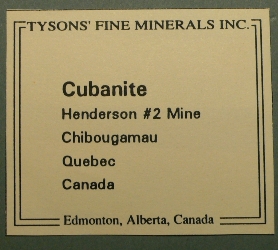 TYSONS' FINE MINERALS INC.
Cubanite
Henderson #2 Mine
Chibougamau
Quebec
Canada
Edmonton, Alberta, Canada